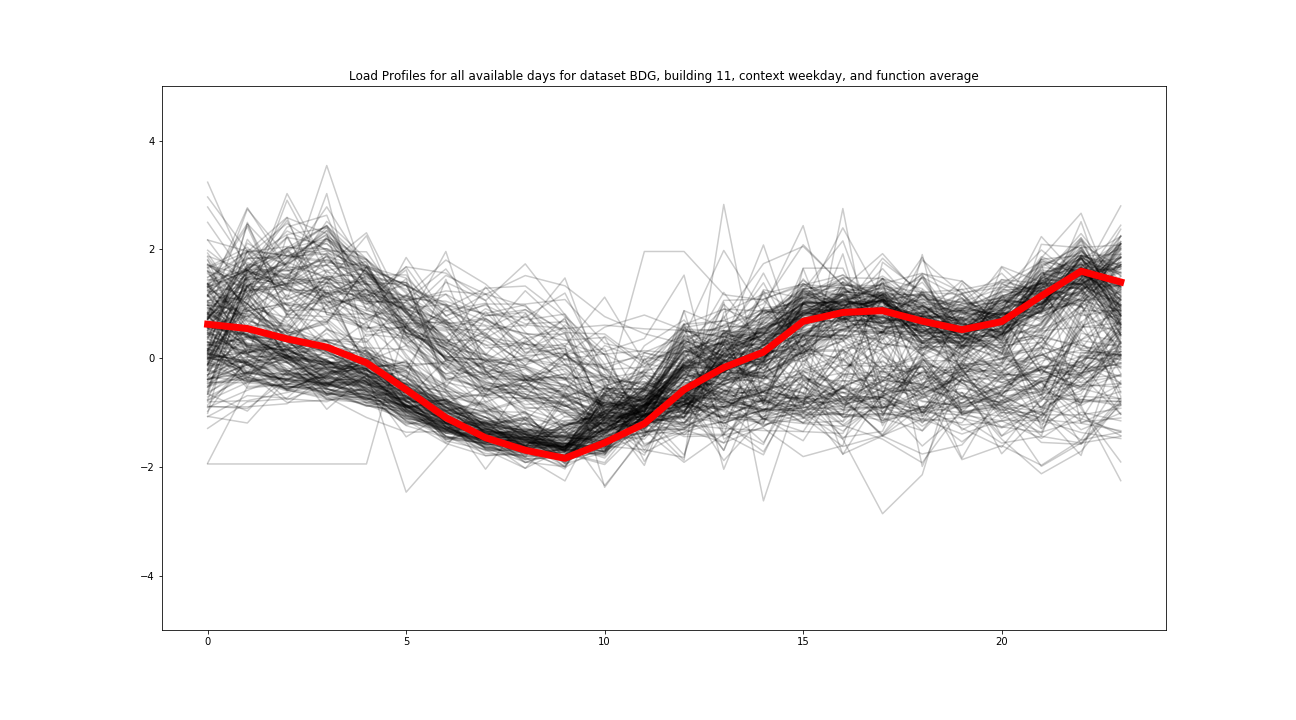 Load Profiles for all available days for dataset BDG, building 11, context weekday, and function average
4
2
0
−2
−4
0 5 10 15 20